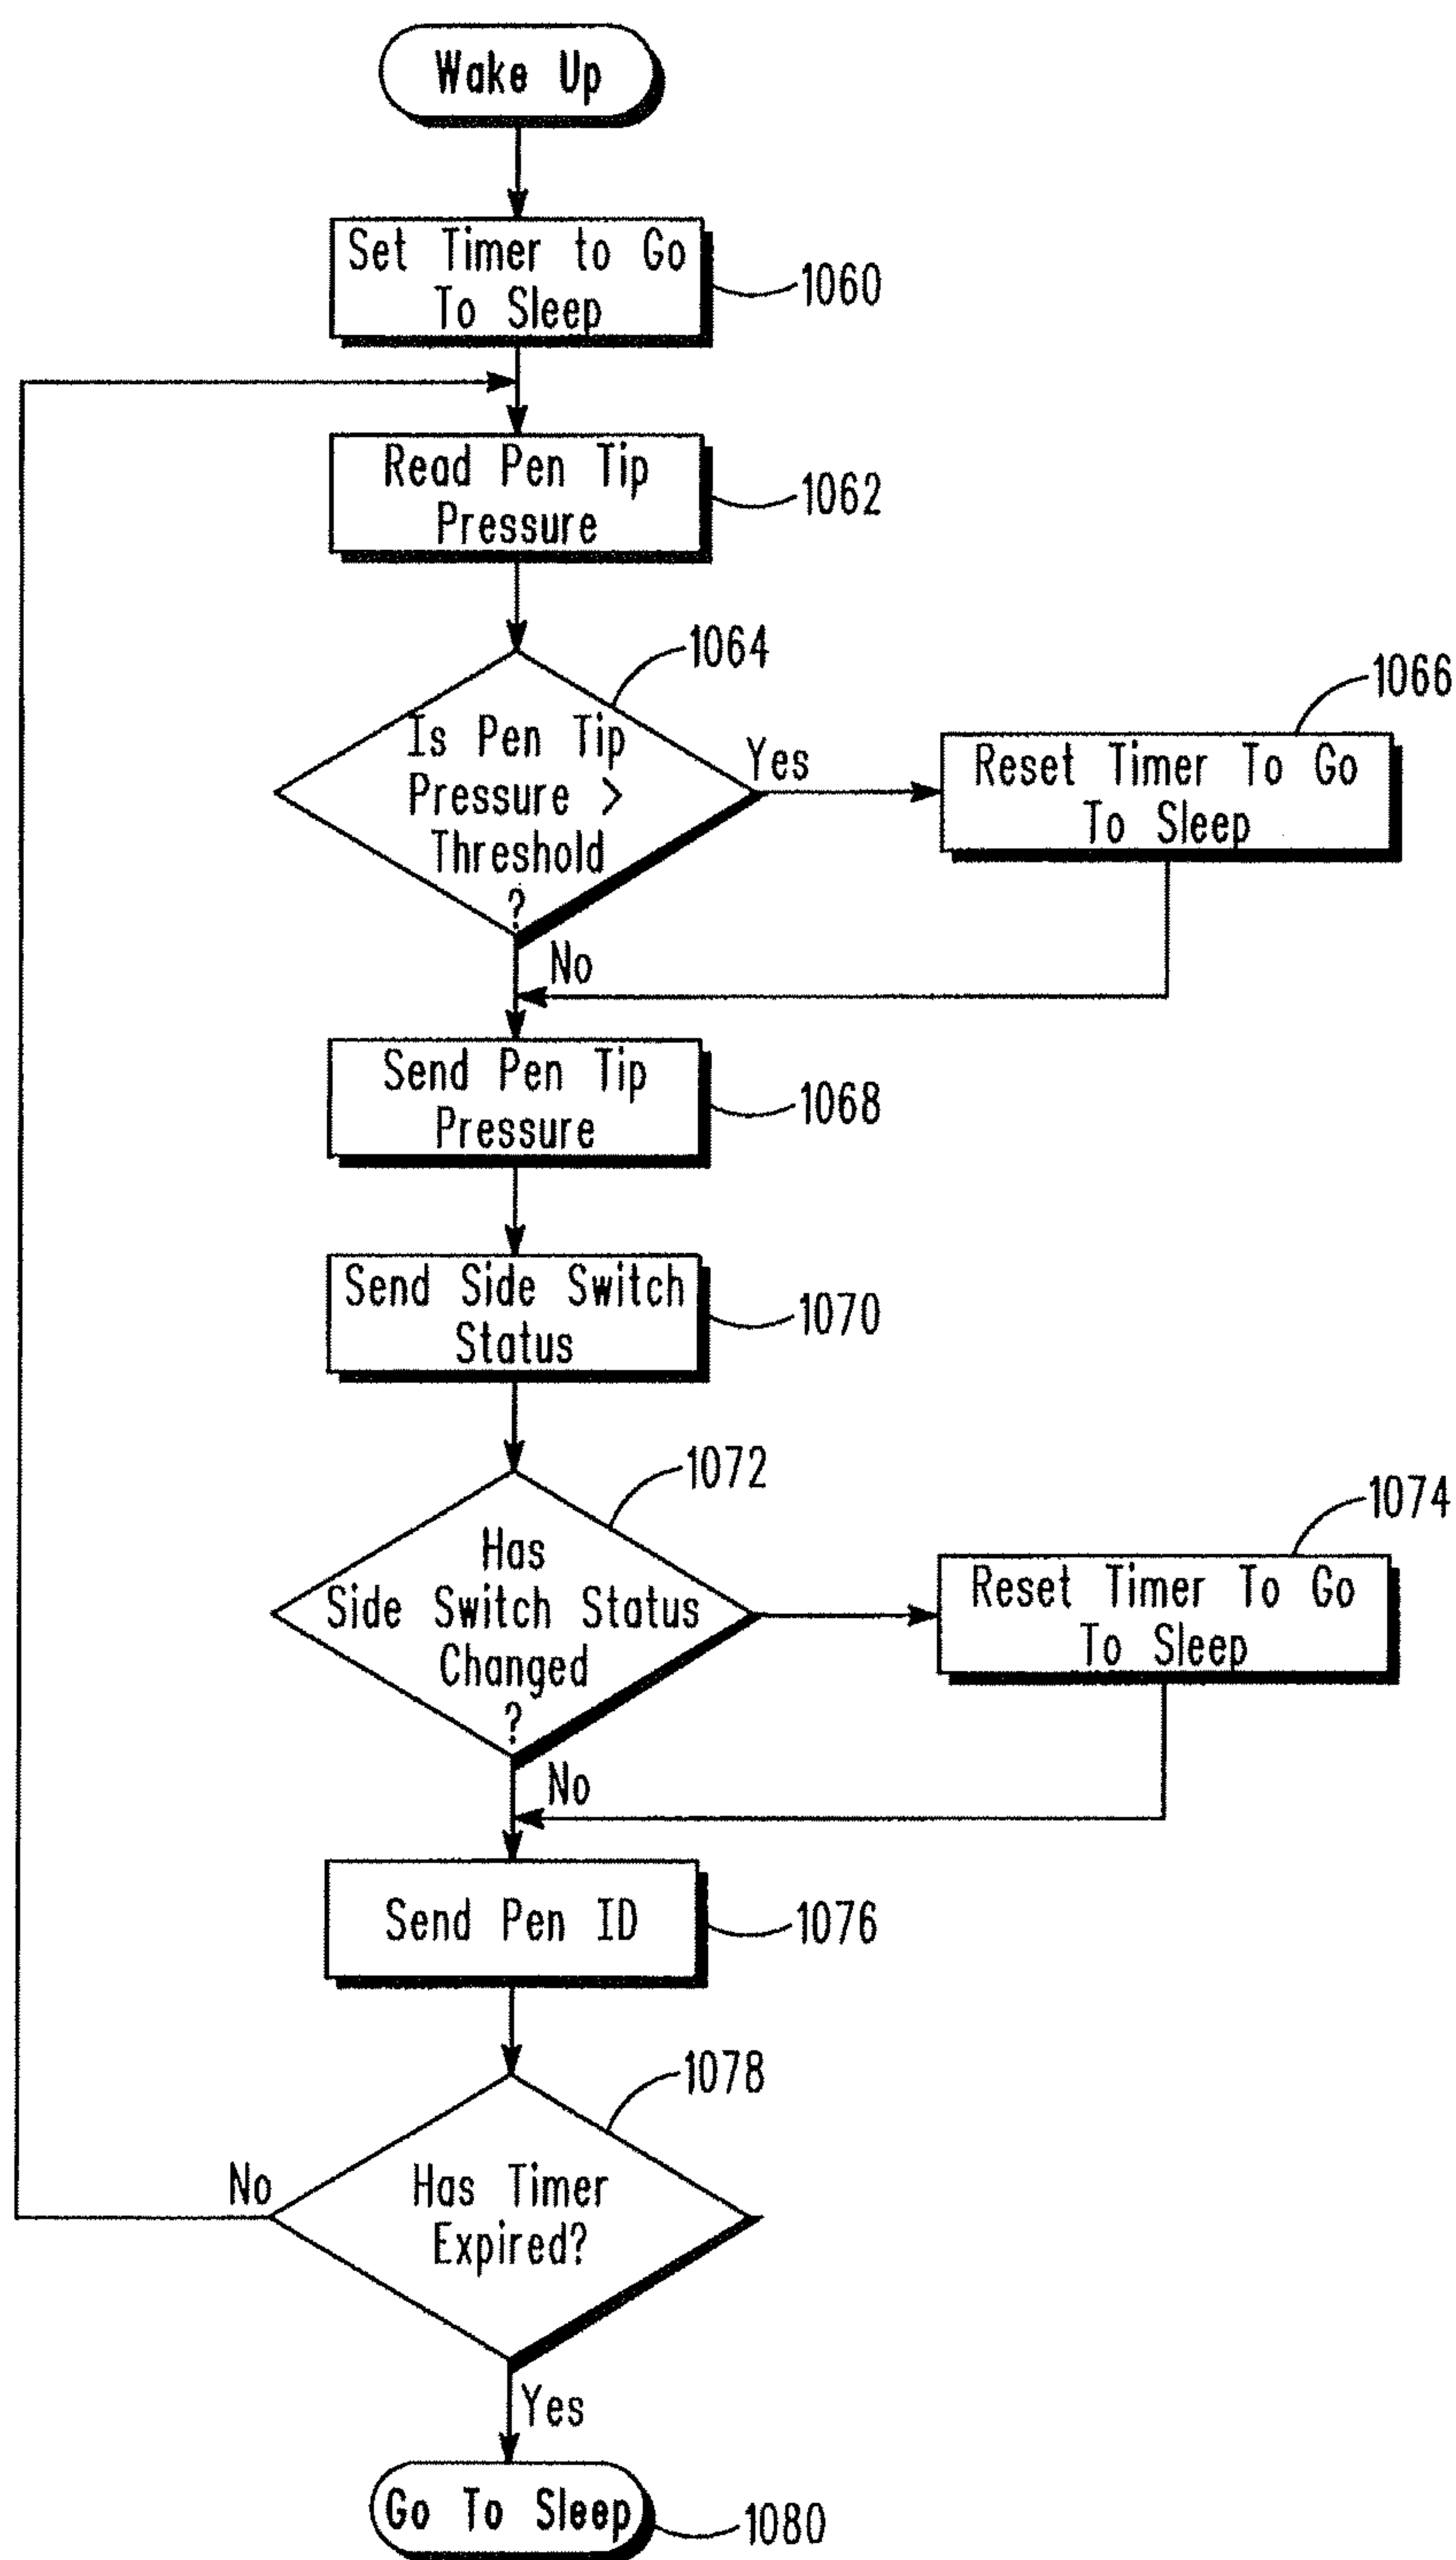 Wake Up
Set Timer to Go
To Sleep
1060
Read Pen Tip
Pressure
1062
1064
Is Pen Tip
Pressure >
Threshold
?
Yes
1066
Reset Timer To Go
To Sleep
No
Send Pen Tip
Pressure
1068
Send Side Switch
Status
1070
1072
Has
Side Switch Status
Changed
?
1074
Reset Timer To Go
To Sleep
No
Send Pen ID
1076
1078
Has Timer
Expired?
No
Yes
Go To Sleep
1080